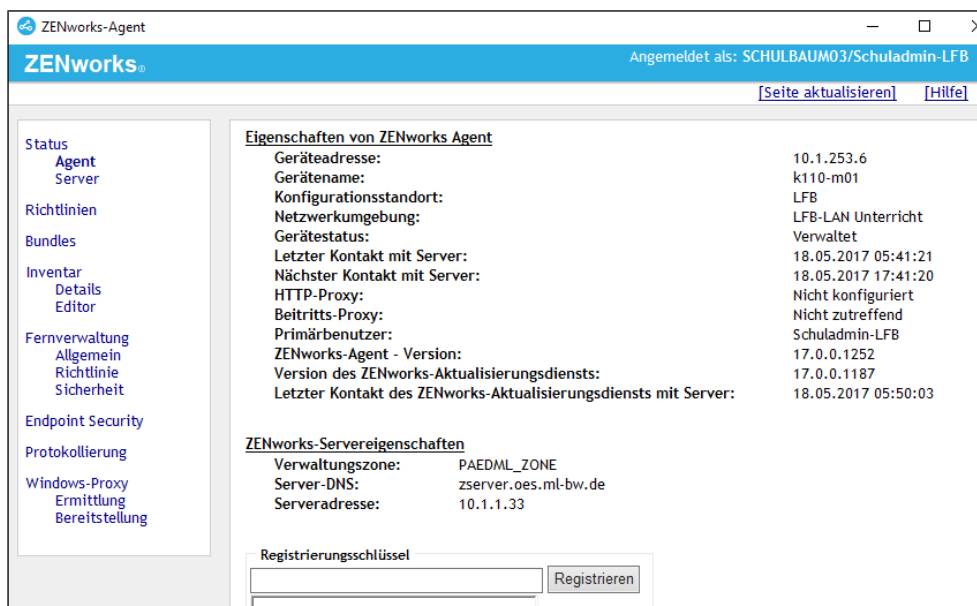 ZENworks-Agent
ZENworks®
Angemeldet als: SCHULBAUM03/Schuladmin-LFB
[Seite aktualisieren] [Hilfe]
Status
Agent
Server
Richtlinien
Bundles
Inventar
Details
Editor
Fernverwaltung
Allgemein
Richtlinie
Sicherheit
Endpoint Security
Protokollierung
Windows-Proxy
Ermittlung
Bereitstellung
Eigenschaften von ZENworks Agent
Geräteadresse: 10.1.253.6
Gerätename: k110-m01
Konfigurationsstandort: LFB
Netzwerkumgebung: LFB-LAN Unterricht
Gerätestatus: Verwaltet
Letzter Kontakt mit Server: 18.05.2017 05:41:21
Nächster Kontakt mit Server: 18.05.2017 17:41:20
HTTP-Proxy: Nicht konfiguriert
Beitritts-Proxy: Nicht zutreffend
Primärbenutzer: Schuladmin-LFB
ZENworks-Agent - Version: 17.0.0.1252
Version des ZENworks-Aktualisierungsdiensts: 17.0.0.1187
Letzter Kontakt des ZENworks-Aktualisierungsdiensts mit Server: 18.05.2017 05:50:03
ZENworks-Servereigenschaften
Verwaltungszone: PAEDML_ZONE
Server-DNS: zserver.oes.ml-bw.de
Serveradresse: 10.1.1.33
Registrierungsschlüssel
Registrieren